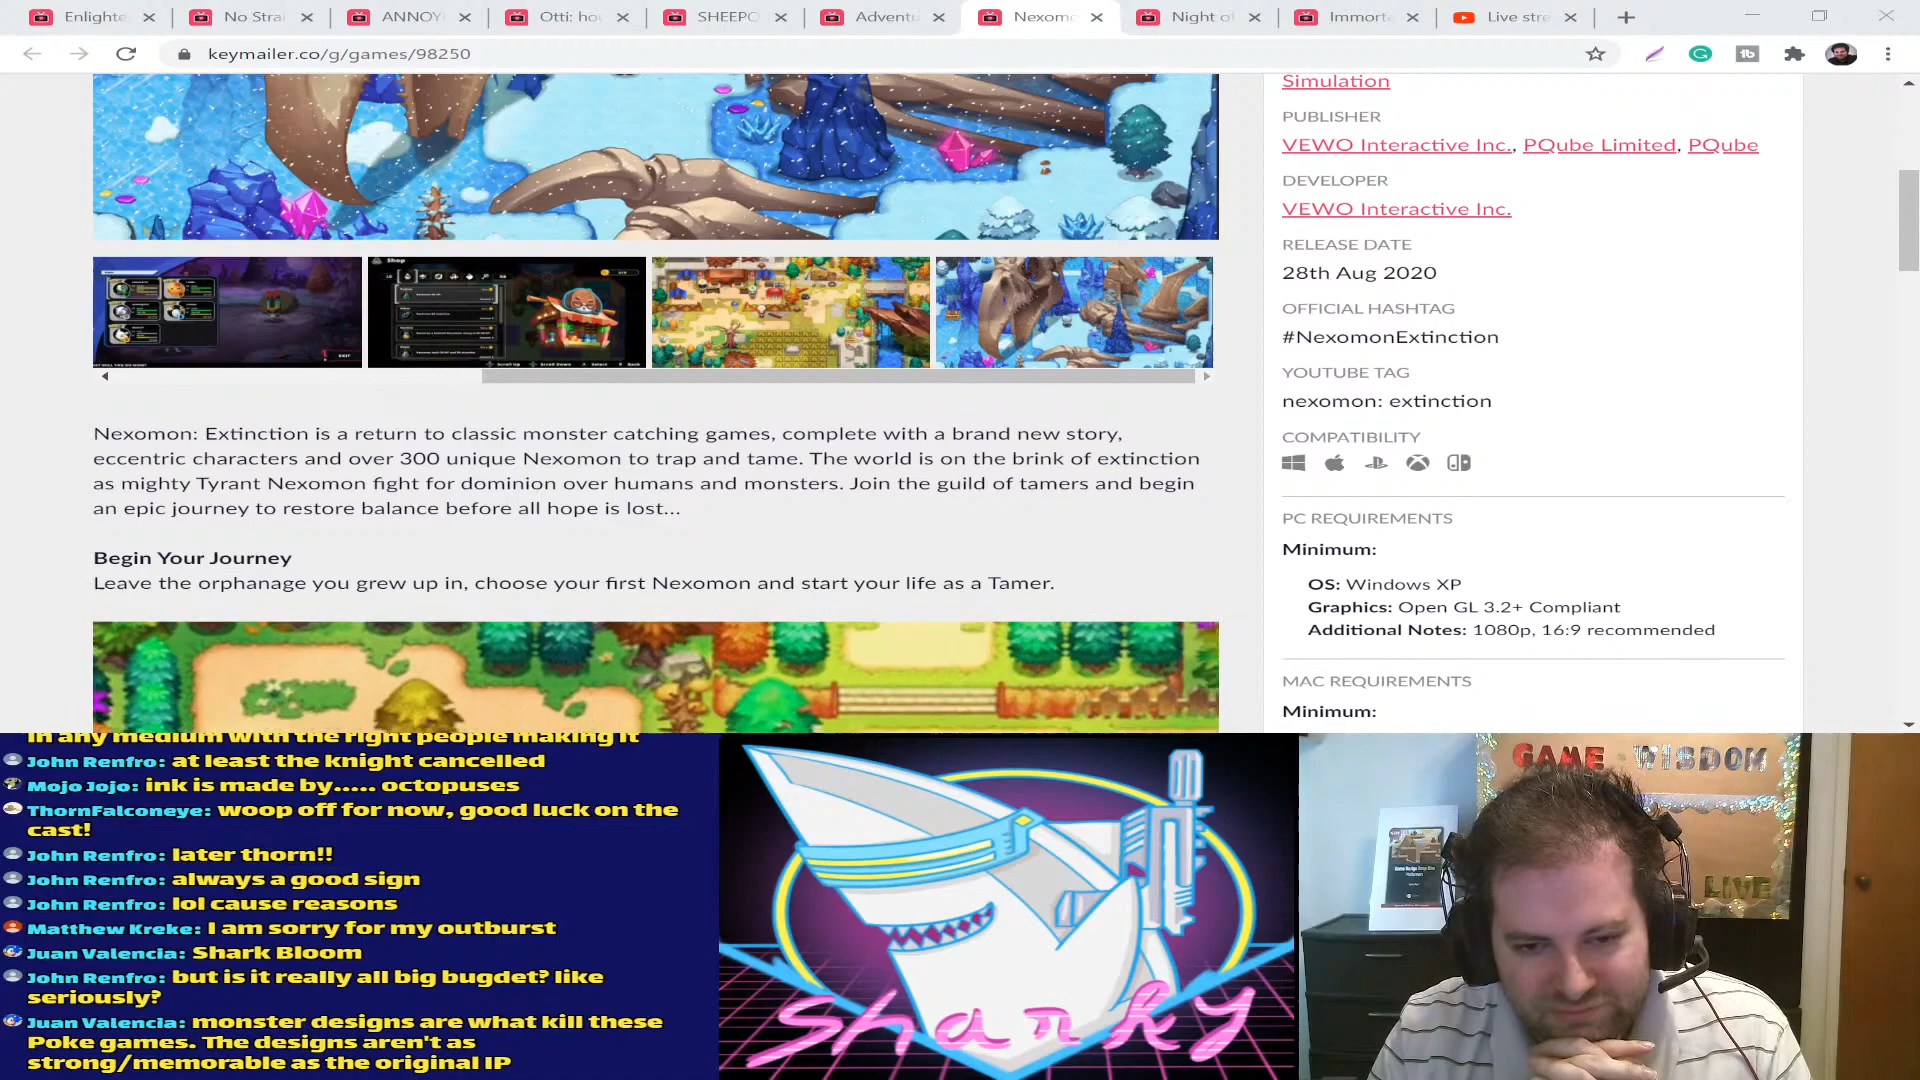 Enlighte
No Stra
ANNOY
Otti: ho
SHEEPO
Adventu
Nexomo
Night o
Immorta
Live stre
keymailer.co/g/games/98250
Simulation
PUBLISHER
VEWO Interactive Inc., PQube Limited, PQube
DEVELOPER
VEWO Interactive Inc.
RELEASE DATE
28th Aug 2020
OFFICIAL HASHTAG
#NexomonExtinction
YOUTUBE TAG
nexomon: extinction
COMPATIBILITY
PC REQUIREMENTS
Minimum:
OS: Windows XP
Graphics: Open GL 3.2+ Compliant
Additional Notes: 1080p, 16:9 recommended
MAC REQUIREMENTS
Minimum:
Shop
Nexomon: Extinction is a return to classic monster catching games, complete with a brand new story,
eccentric characters and over 300 unique Nexomon to trap and tame. The world is on the brink of extinction
as mighty Tyrant Nexomon fight for dominion over humans and monsters. Join the guild of tamers and begin
an epic journey to restore balance before all hope is lost...
Begin Your Journey
Leave the orphanage you grew up in, choose your first Nexomon and start your life as a Tamer.
in any medium with the right people making it
John Renfro: at least the knight cancelled
Mojo Jojo: ink is made by..... octopuses
ThornFalconeye: woop off for now, good luck on the
cast!
John Renfro: later thorn!!
John Renfro: always a good sign
John Renfro: lol cause reasons
Matthew Kreke: I am sorry for my outburst
Juan Valencia: Shark Bloom
John Renfro: but is it really all big bugdet? like
seriously?
Juan Valencia: monster designs are what kill these
Poke games. The designs aren't as
strong/memorable as the original IP
Sharky
GAME WISDOM
LIVE